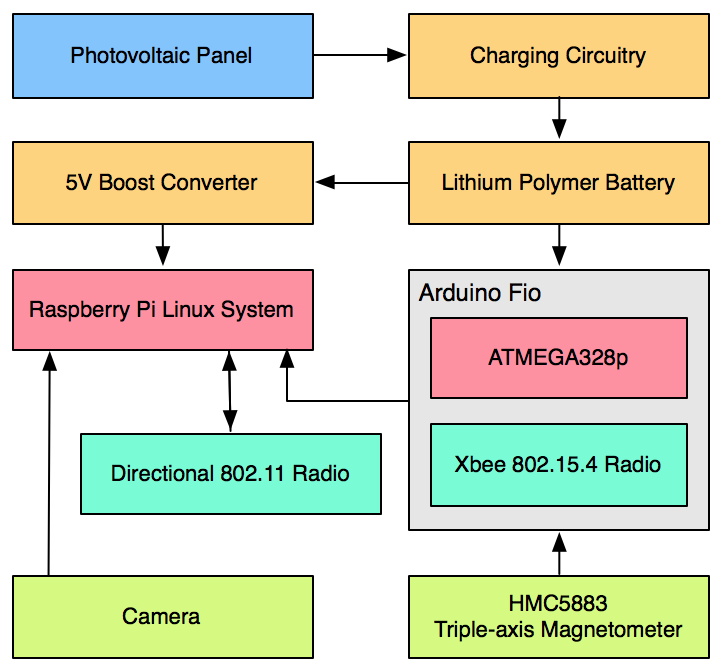 Photovoltaic Panel
Charging Circuitry
5V Boost Converter
Lithium Polymer Battery
Raspberry Pi Linux System
Arduino Fio
ATMEGA328p
Directional 802.11 Radio
Xbee 802.15.4 Radio
Camera
HMC5883
Triple-axis Magnetometer